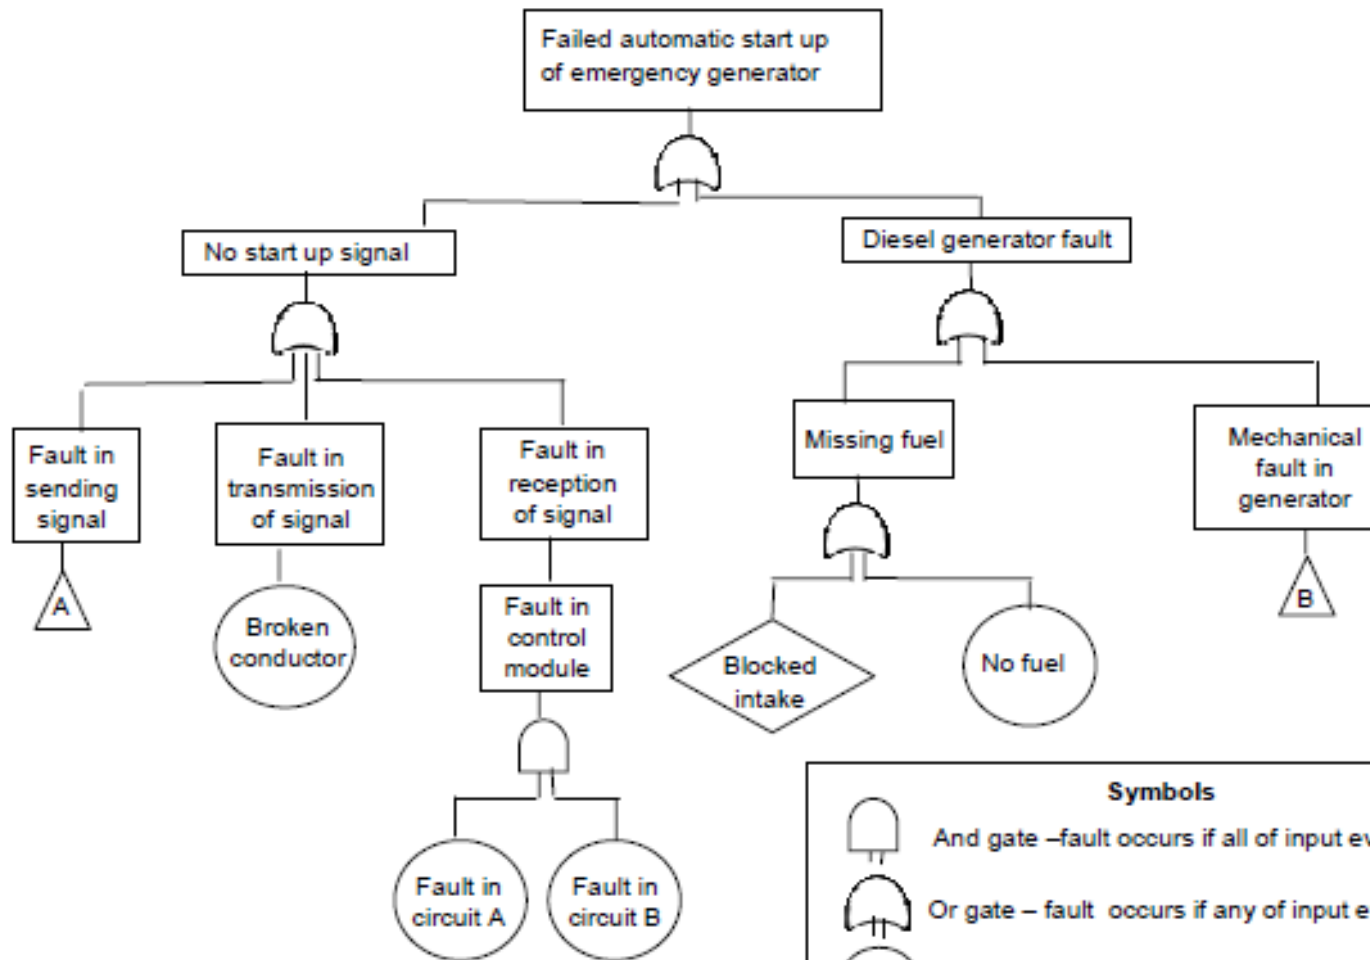 Failed automatic start up
of emergency generator
No start up signal
Diesel generator fault
Fault in
sending
signal
Fault in
transmission
of signal
Fault in
reception
of signal
Missing fuel
Mechanical
fault in
generator
A
Broken
conductor
Fault in
control
module
Blocked
intake
No fuel
B
Fault in
circuit A
Fault in
circuit B
Symbols
And gate –fault occurs if all of input
Or gate – fault occurs if any of input